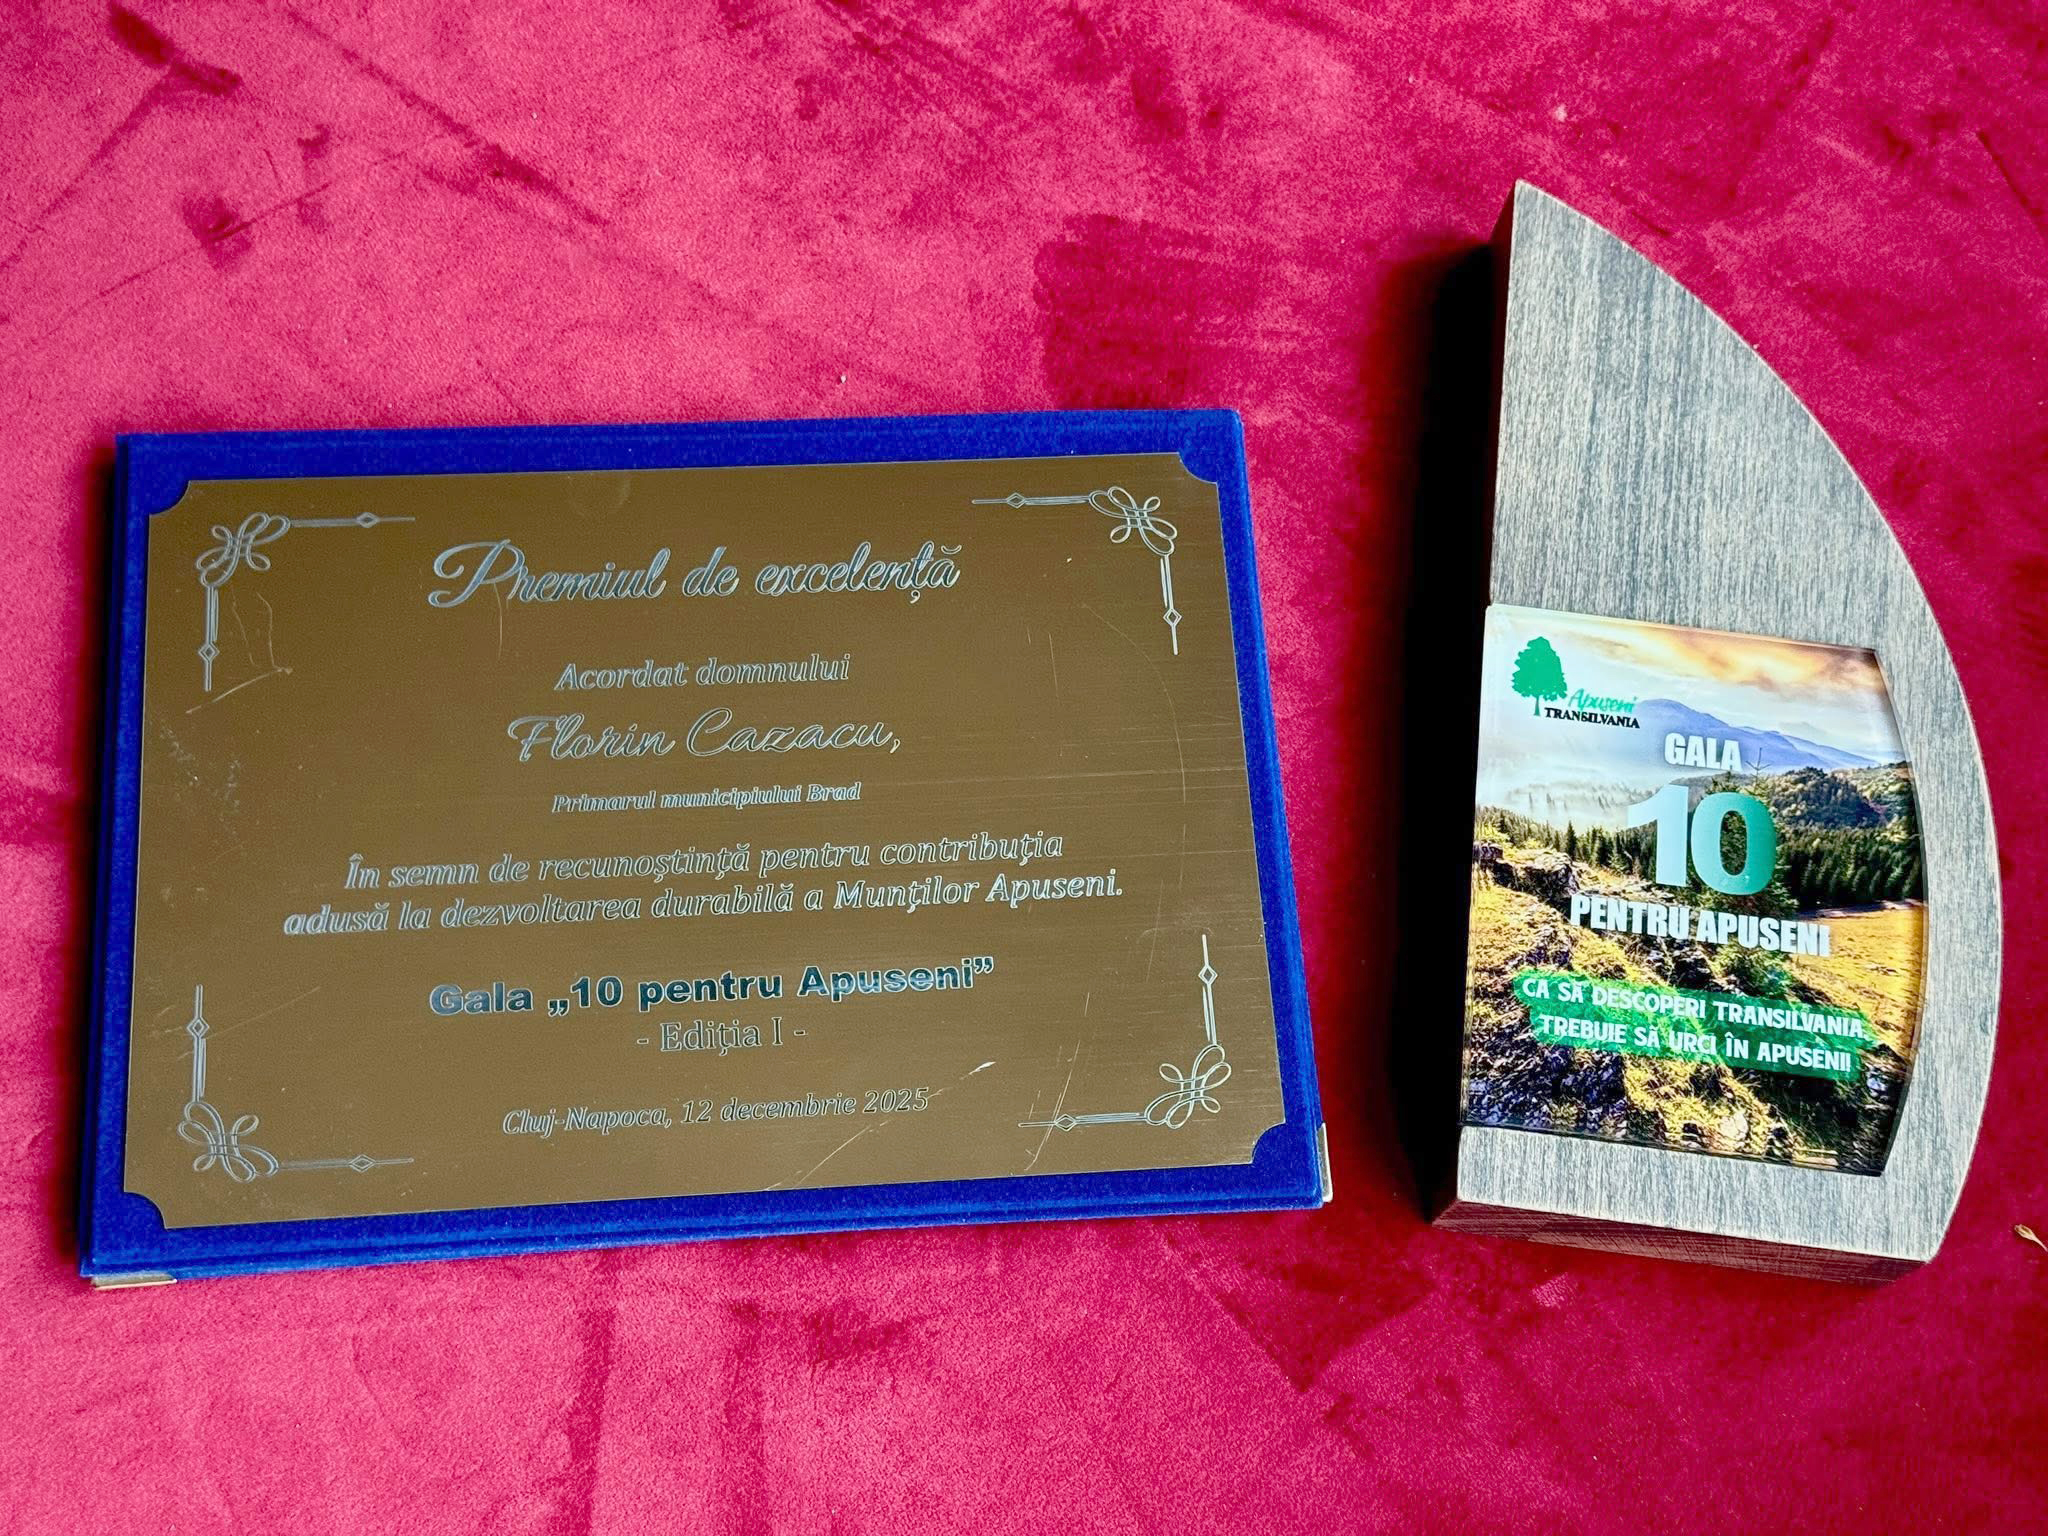 Premiul de excelență
Acordat domnului
Florin Cazacu,
Primarul municipiului Brad
În semn de recunoștință pentru contribuția
adusă la dezvoltarea durabilă a Munților Apuseni.
Gala „10 pentru Apuseni”
- Ediția I -
Cluj-Napoca, 12 decembrie 2025
Apuseni
TRANSILVANIA
GALA
10
PENTRU APUSENI
CA SĂ DESCOPERI TRANSILVANIA,
TREBUIE SĂ URCI ÎN APUSENI!